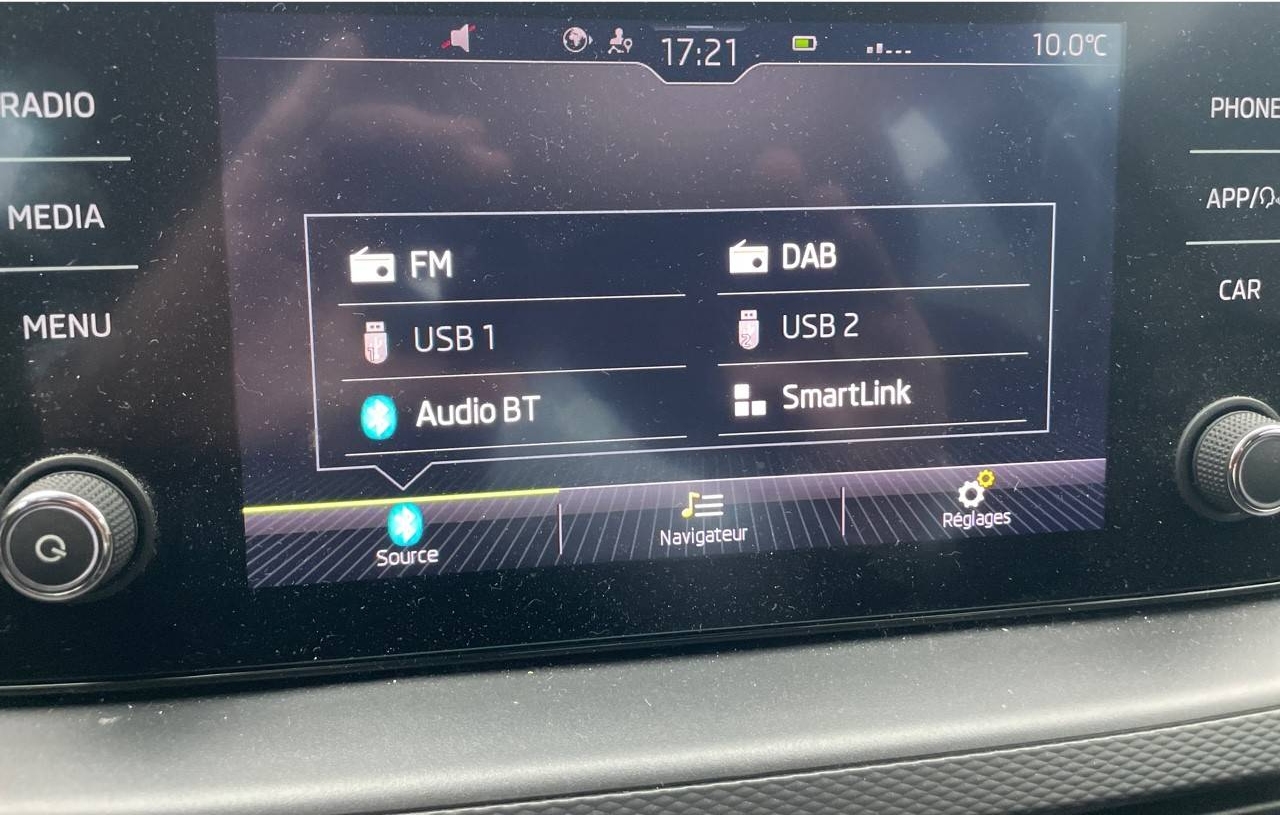 17:21
10.0°C
RADIO
MEDIA
MENU
PHONE
APP/
CAR
FM
DAB
USB 1
USB 2
Audio BT
SmartLink
Source
Navigateur
Réglages